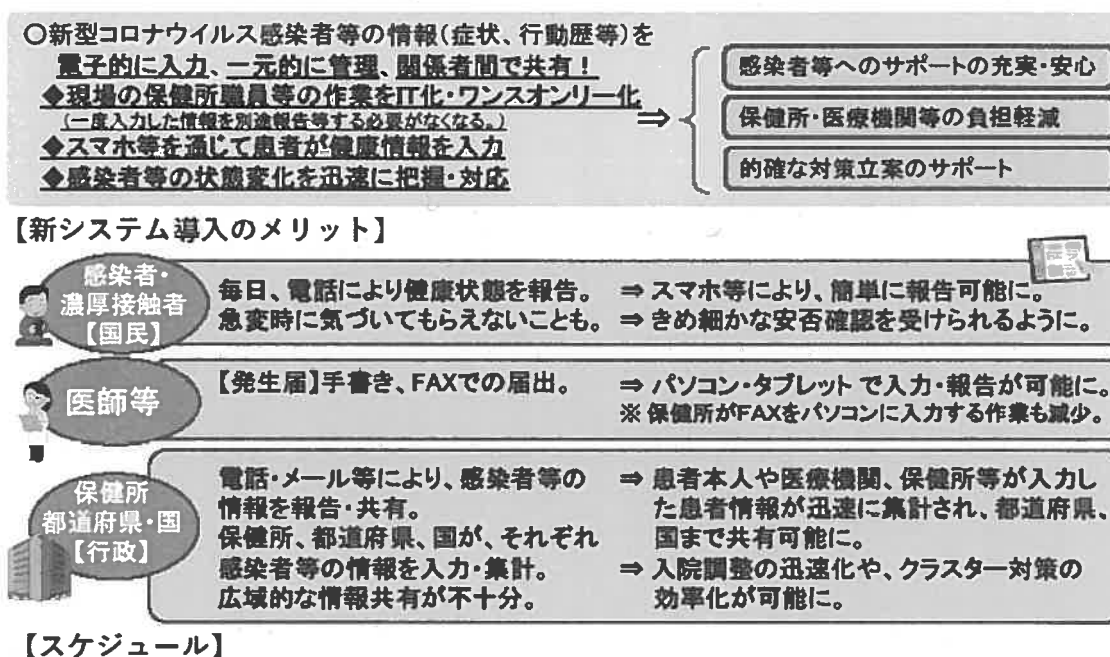 〇新型コロナウイルス感染者等の情報(症状、行動歴等)を
電子的に入力、一元的に管理、関係者間で共有！
◆現場の保健所職員等の作業をIT化・ワンスオンリー化
(一度入力した情報を別途報告等する必要がなくなる。)
◆スマホ等を通じて患者が健康情報を入力
◆感染者等の状態変化を迅速に把握・対応
⇒
感染者等へのサポートの充実・安心
保健所・医療機関等の負担軽減
的確な対策立案のサポート
【新システム導入のメリット】
感染者・
濃厚接触者
【国民】
毎日、電話により健康状態を報告。
急変時に気づいてもらえないことも。
⇒ スマホ等により、簡単に報告可能に。
⇒ きめ細かな安否確認を受けられるように。
医師等
【発生届】手書き、FAXでの届出。
⇒ パソコン・タブレット で入力・報告が可能に。
※ 保健所がFAXをパソコンに入力する作業も減少。
保健所
都道府県・国
【行政】
電話・メール等により、感染者等の
情報を報告・共有。
保健所、都道府県、国が、それぞれ
感染者等の情報を入力・集計。
広域的な情報共有が不十分。
⇒ 患者本人や医療機関、保健所等が入力し
た患者情報が迅速に集計され、都道府県、
国まで共有可能に。
⇒ 入院調整の迅速化や、クラスター対策の
効率化が可能に。
【スケジュール】